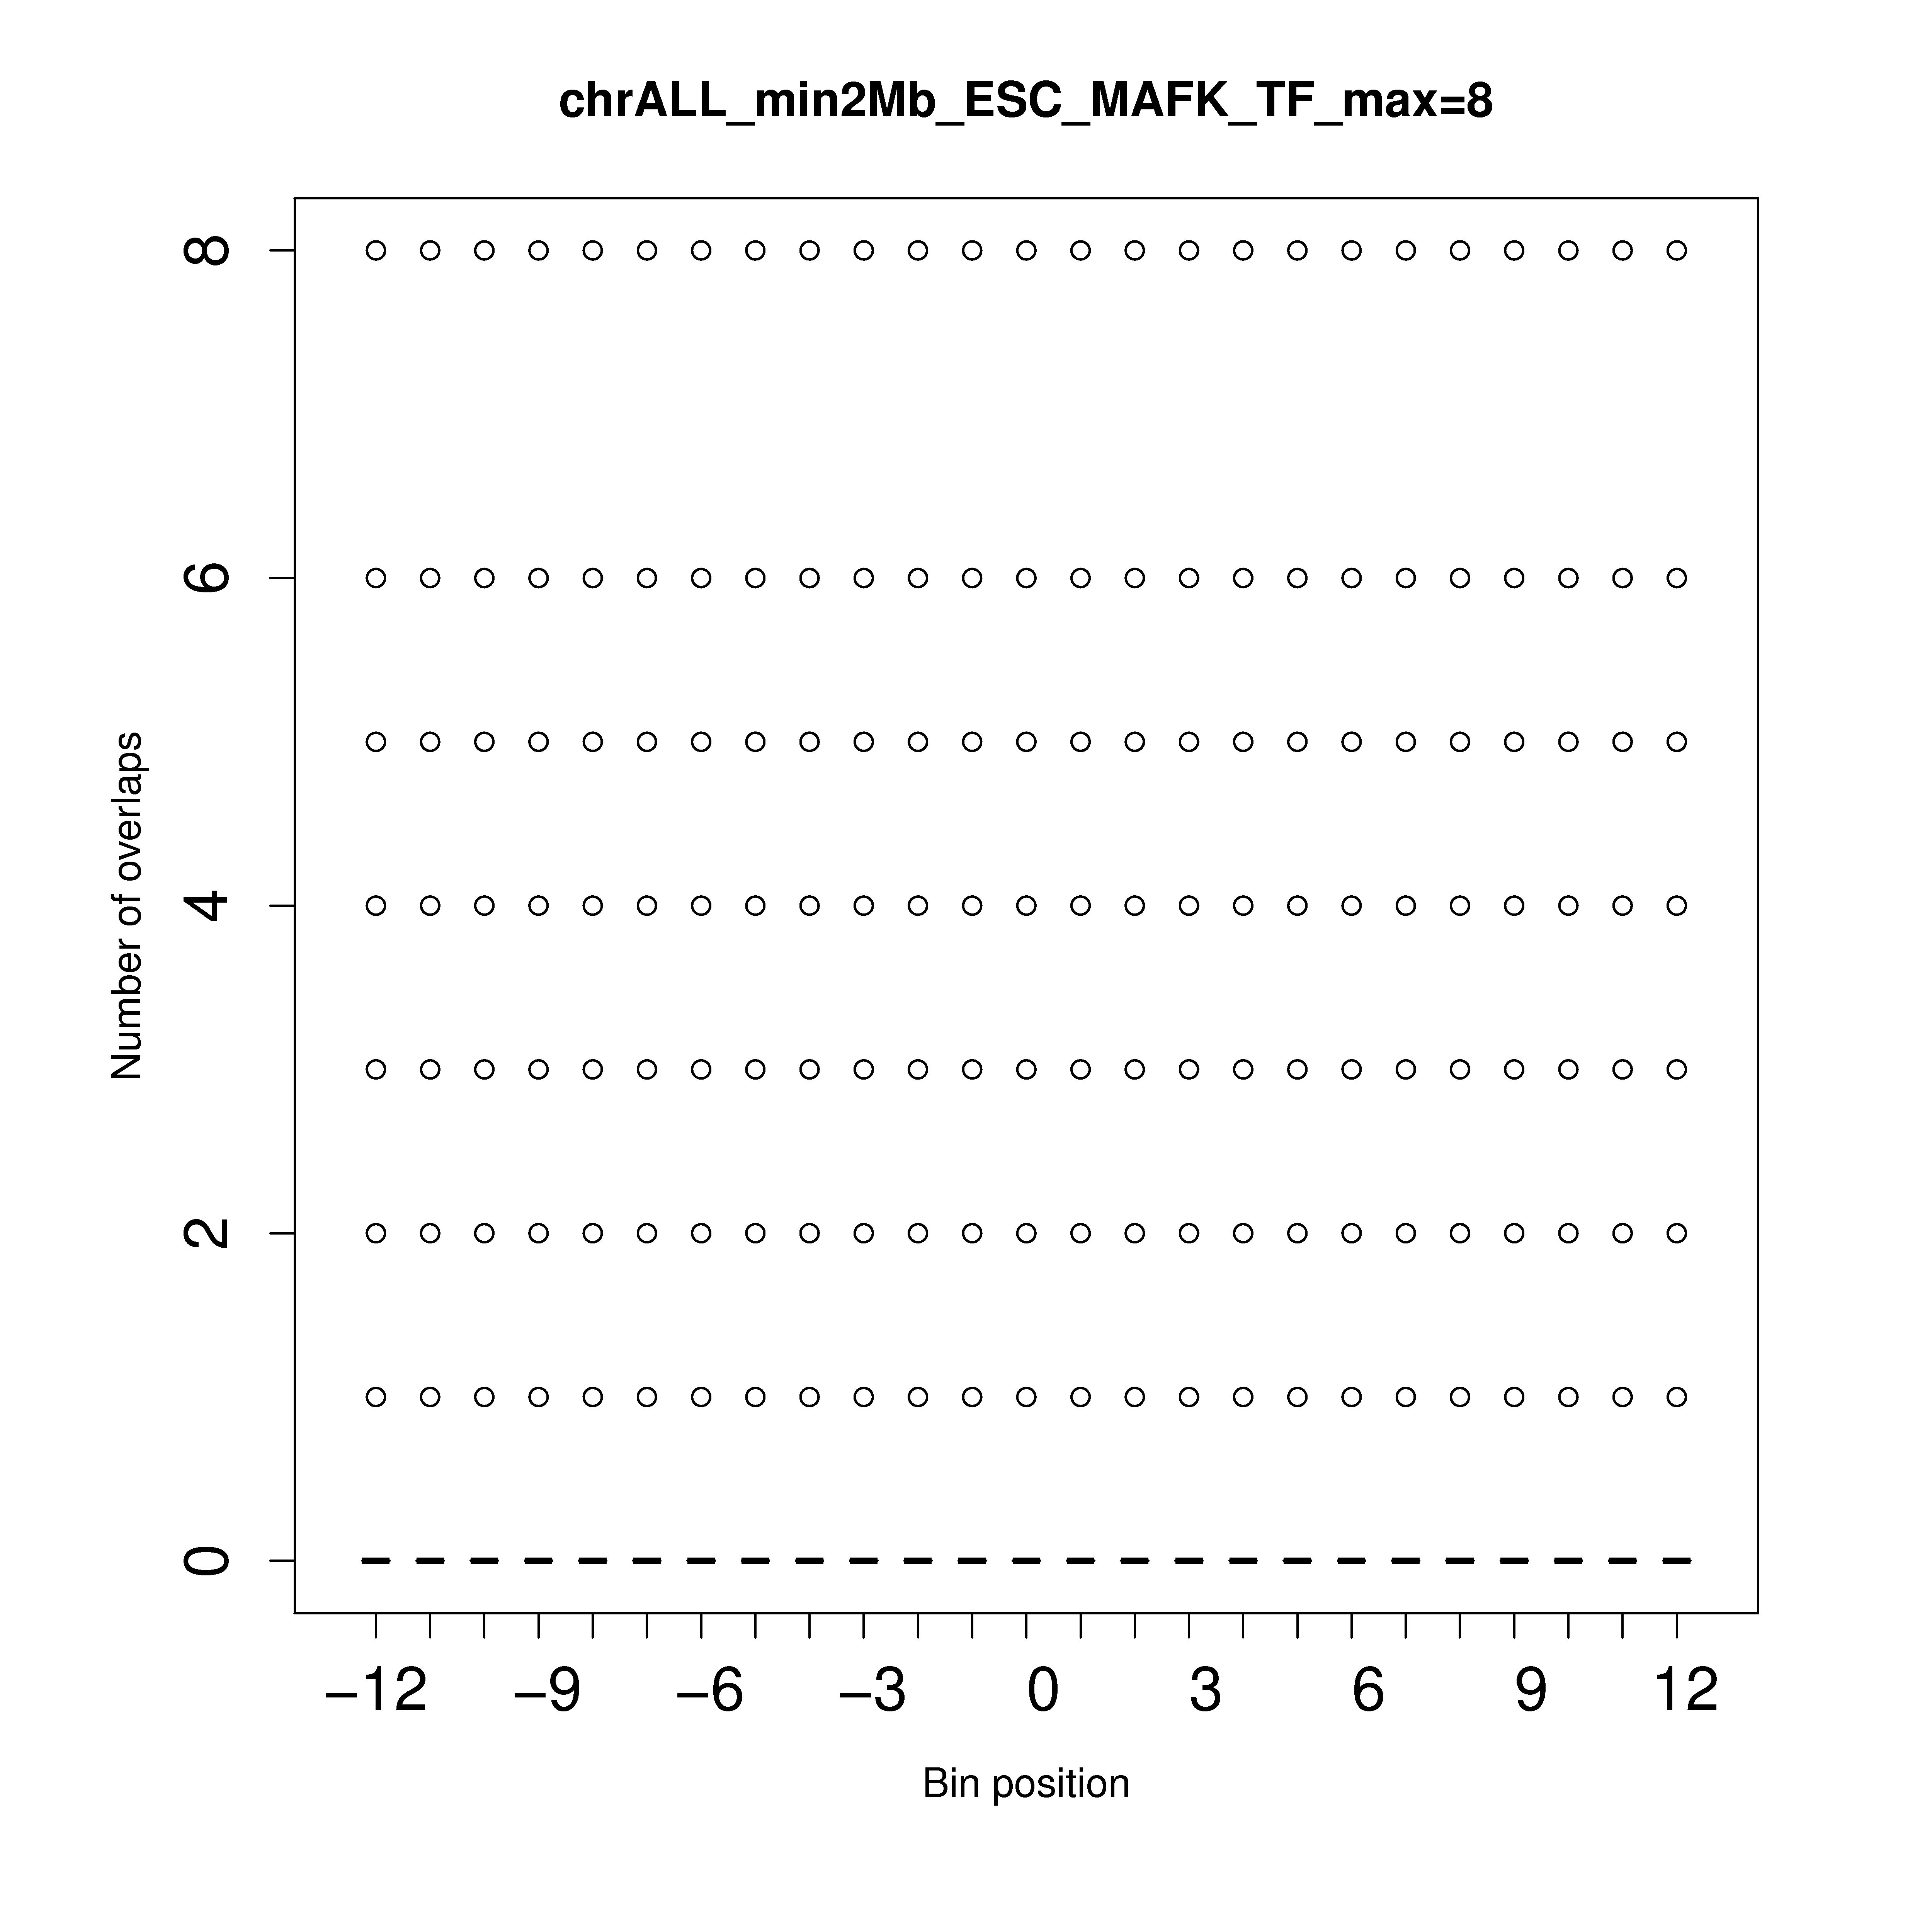 chrALL_min2Mb_ESC_MAFK_TF_max=8
8
6
4
2
0
Number of overlaps
−12 −9 −6 −3 0 3 6 9 12
Bin position